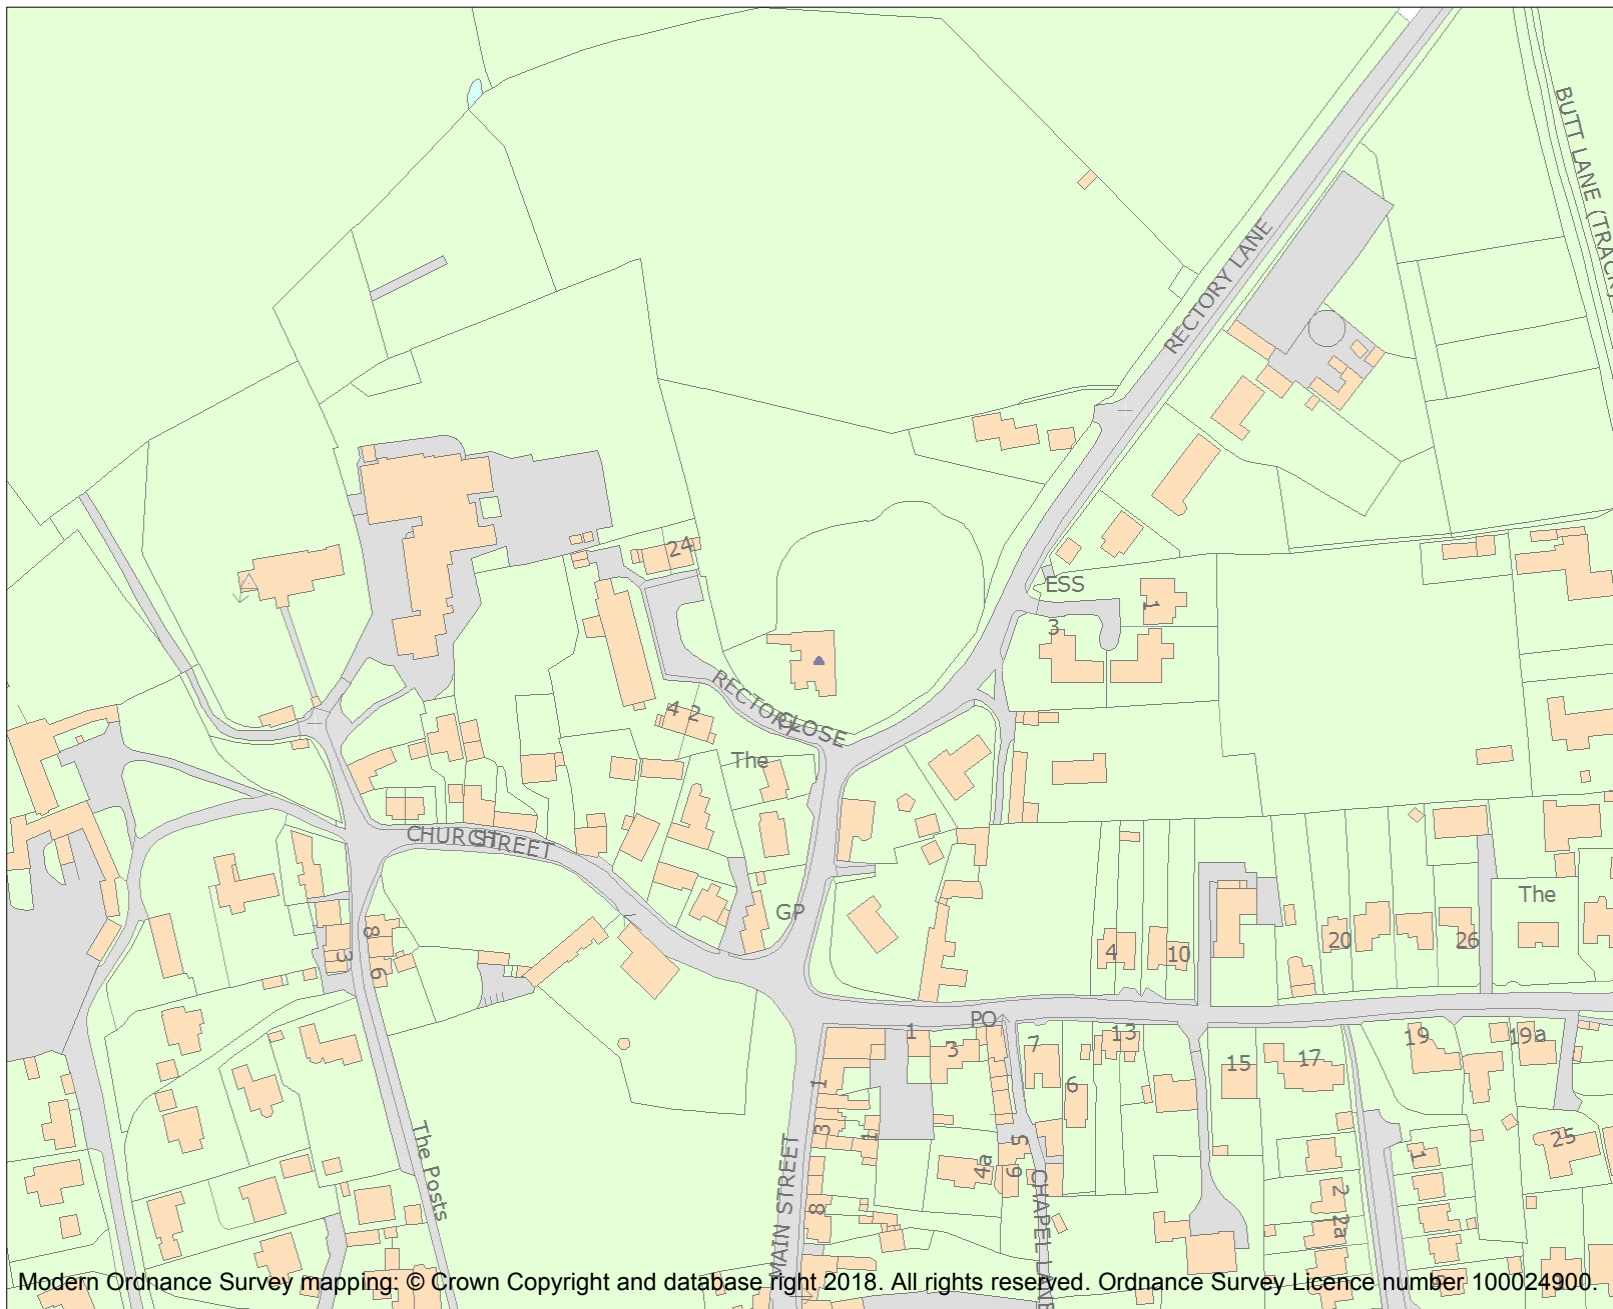 BUTT LANE (TRACK)
RECTORY LANE
24
ESS
1
3
RECTORY CLOSE
4 2
The
CHURCH STREET
GP
The
8
3
6
4
10
20
26
PO
1
3
7
13
15
17
19
19a
6
1
3
1
5
4a
6
8
1
2
2a
25
The Posts
MAIN STREET
CHAPEL LANE
Modern Ordnance Survey mapping: © Crown Copyright and database right 2018. All rights reserved. Ordnance Survey Licence number 100024900.